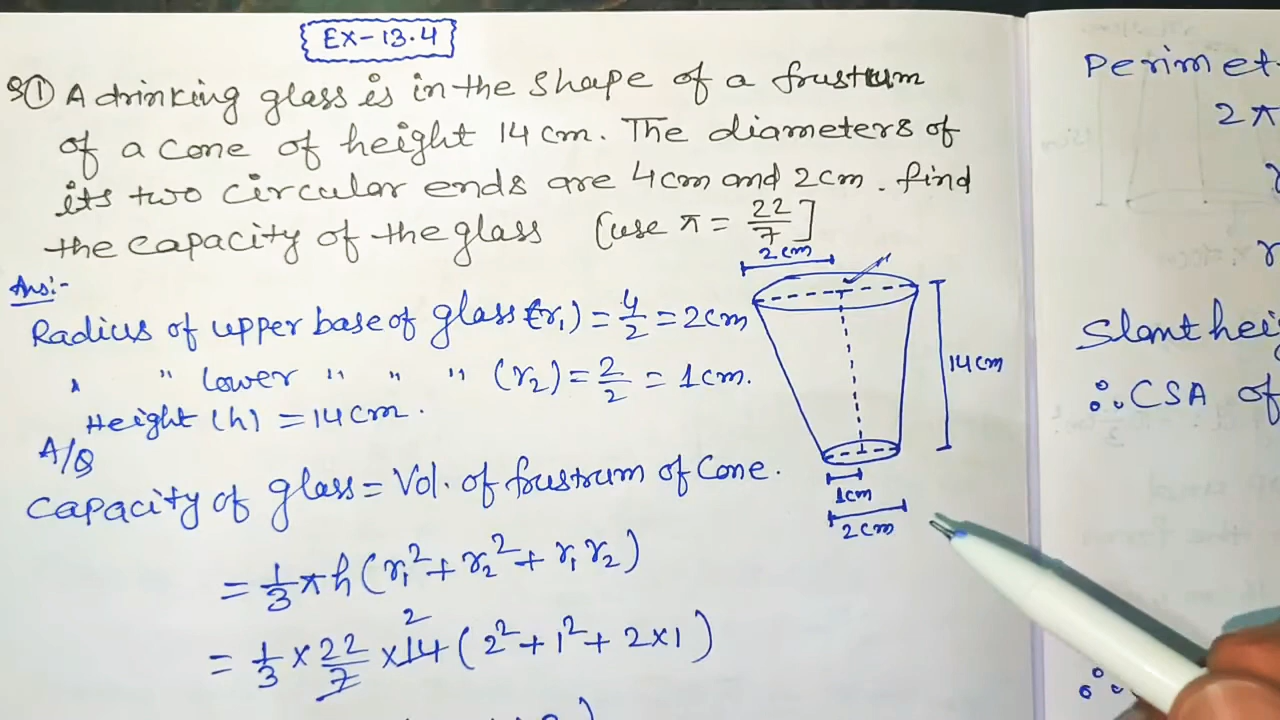 EX-13.4
Q① A drinking glass is in the shape of a frustum
of a cone of height 14 cm. The diameters of
its two circular ends are 4cm and 2cm. find
the capacity of the glass [use π = 22/7]
Ans:-
Radius of upper base of glass (r₁) = 4/2 = 2cm
" " lower " " " (r₂) = 2/2 = 1cm.
Height (h) = 14cm.
A/Q
Capacity of glass = Vol. of frustum of Cone.
= 1/3 π h (r₁² + r₂² + r₁ r₂)
2
= 1/3 × 22/7 × 14 (2² + 1² + 2×1)
2cm
14cm
1cm
2cm
Perimet
2π
r
Slant hei
∴ CSA of
∴